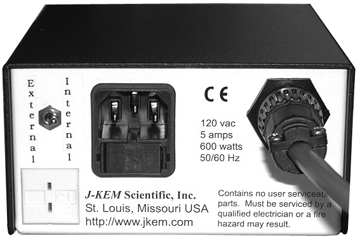 External
Internal
CE
120 vac
5 amps
600 watts
50/60 Hz
J-KEM Scientific, Inc.
St. Louis, Missouri USA
http://www.jkem.com
Contains no user
parts. Must be serviced by a
qualified electrician or a fire
hazard may result.